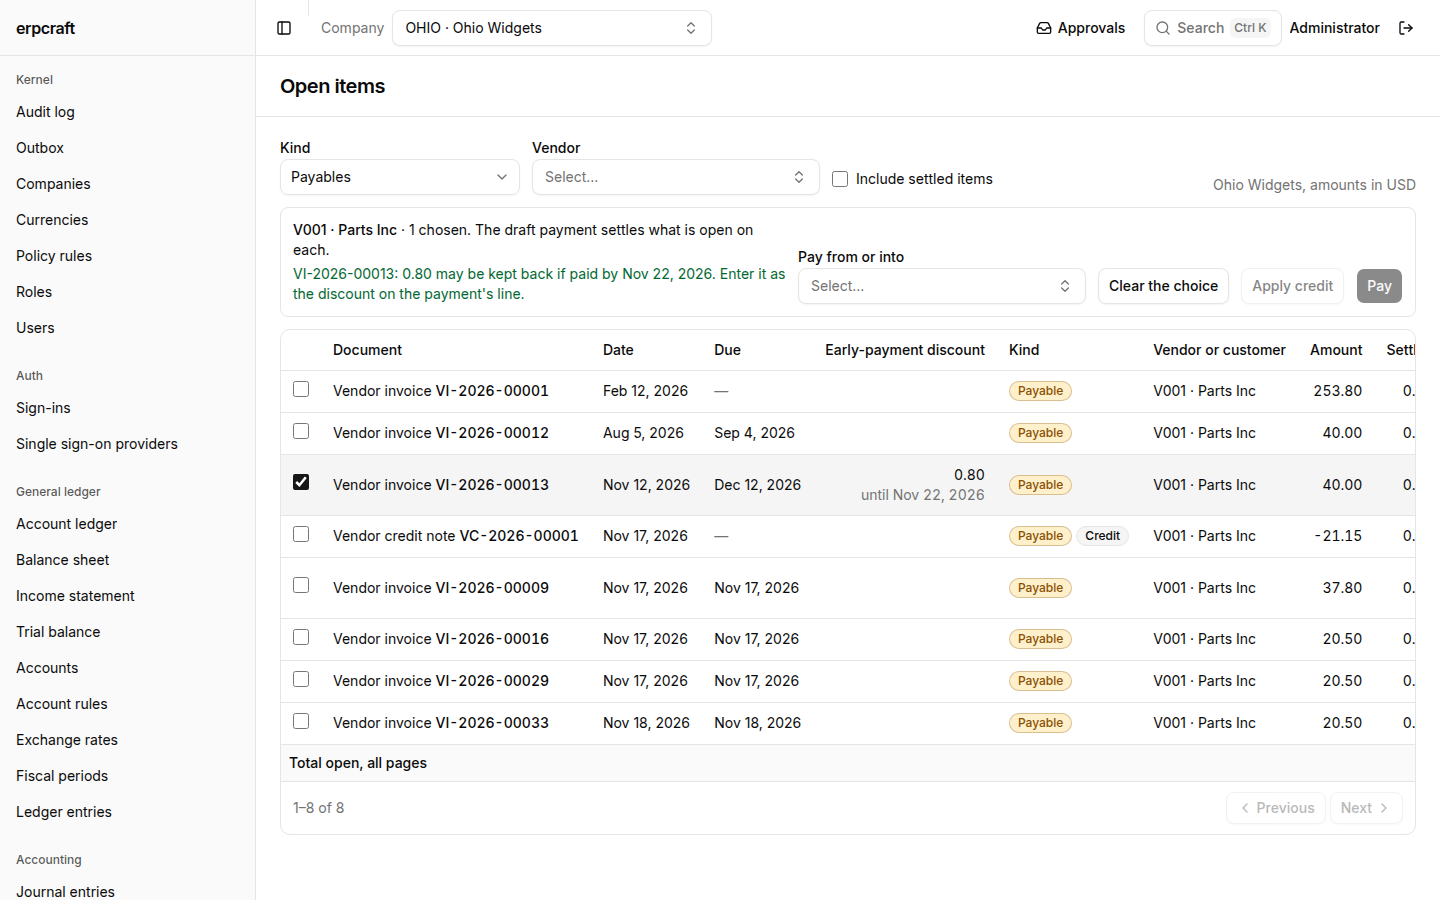 erpcraft
Company
OHIO · Ohio Widgets
Approvals
Search Ctrl K
Administrator
Kernel
Audit log
Outbox
Companies
Currencies
Policy rules
Roles
Users
Auth
Sign-ins
Single sign-on providers
General ledger
Account ledger
Balance sheet
Income statement
Trial balance
Accounts
Account rules
Exchange rates
Fiscal periods
Ledger entries
Accounting
Journal entries
Open items
Kind
Payables
Vendor
Select...
Include settled items
Ohio Widgets, amounts in USD
V001 · Parts Inc · 1 chosen. The draft payment settles what is open on
each.
VI-2026-00013: 0.80 may be kept back if paid by Nov 22, 2026. Enter it as
the discount on the payment's line.
Pay from or into
Select...
Clear the choice
Apply credit
Pay
Document Date Due Early-payment discount Kind Vendor or customer Amount
Vendor invoice VI-2026-00001 Feb 12, 2026 — Payable V001 · Parts Inc 253.80 0.
Vendor invoice VI-2026-00012 Aug 5, 2026 Sep 4, 2026 Payable V001 · Parts Inc 40.00 0.
Vendor invoice VI-2026-00013 Nov 12, 2026 Dec 12, 2026 0.80 Payable V001 · Parts Inc 40.00 0.
until Nov 22, 2026
Vendor credit note VC-2026-00001 Nov 17, 2026 — Payable Credit V001 · Parts Inc -21.15 0.
Vendor invoice VI-2026-00009 Nov 17, 2026 Nov 17, 2026 Payable V001 · Parts Inc 37.80 0.
Vendor invoice VI-2026-00016 Nov 17, 2026 Nov 17, 2026 Payable V001 · Parts Inc 20.50 0.
Vendor invoice VI-2026-00029 Nov 17, 2026 Nov 17, 2026 Payable V001 · Parts Inc 20.50 0.
Vendor invoice VI-2026-00033 Nov 18, 2026 Nov 18, 2026 Payable V001 · Parts Inc 20.50 0.
Total open, all pages
1–8 of 8
Previous
Next